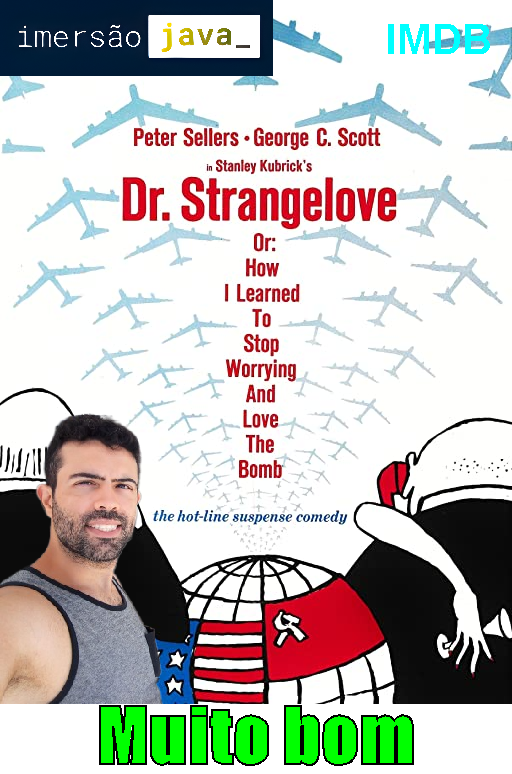 imersão java_
IMDB
Peter Sellers • George C. Scott
in Stanley Kubrick's
Dr. Strangelove
Or:
How
I Learned
To
Stop
Worrying
And
Love
The
Bomb
the hot-line suspense comedy
Muito bom